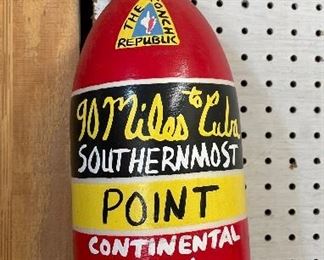 THE CONCH
REPUBLIC
90 Miles to Cuba
SOUTHERNMOST
POINT
CONTINENTAL